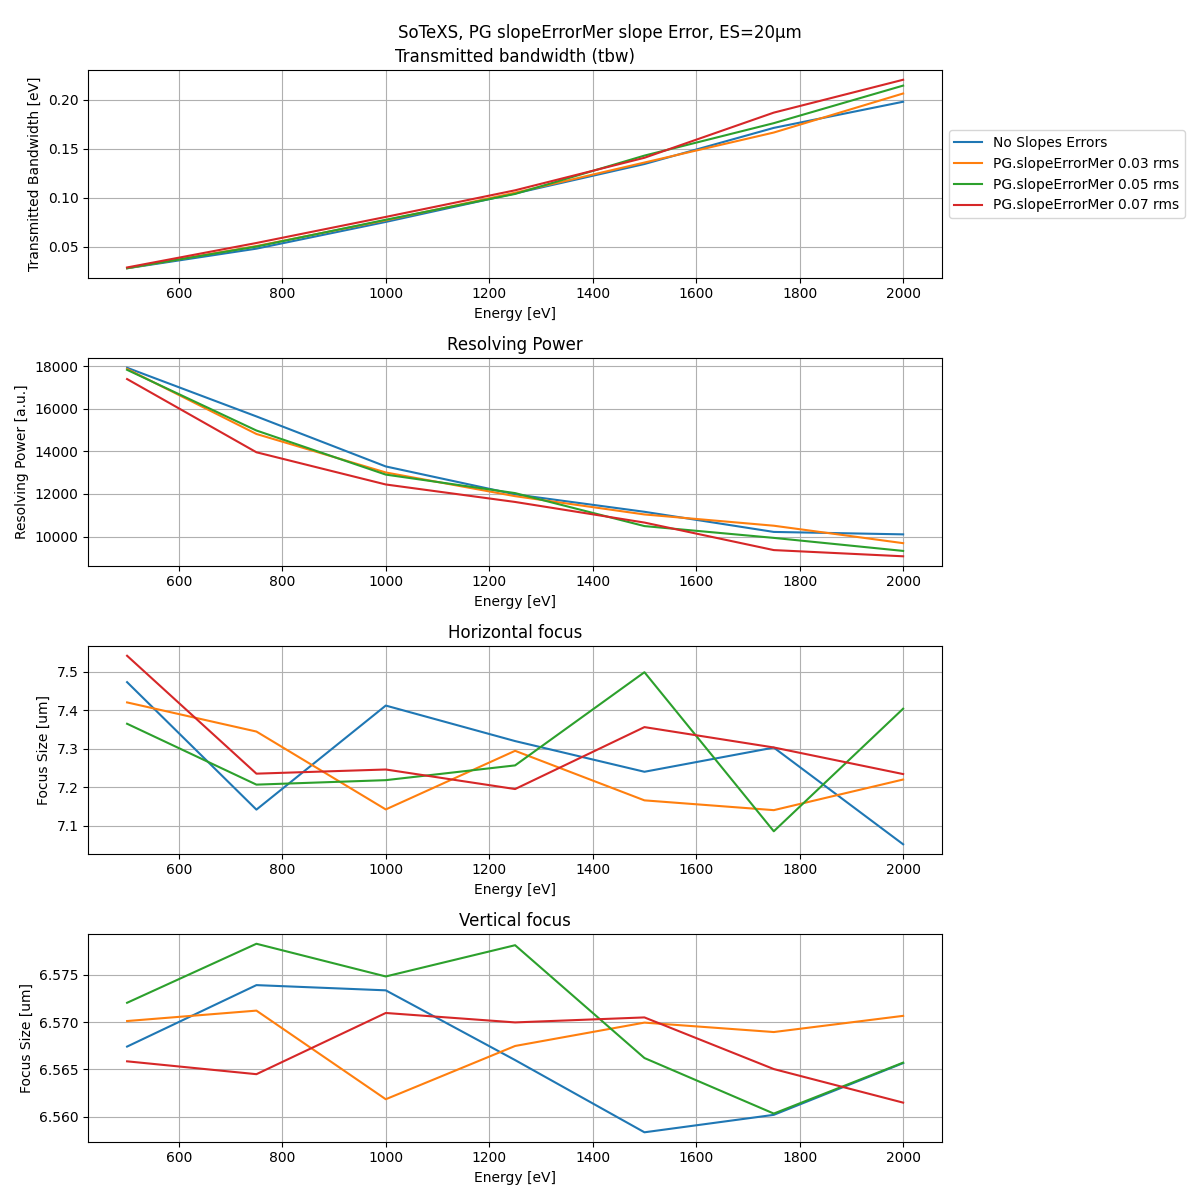 SoTeXS, PG slopeErrorMer slope Error, ES=20µm
Transmitted bandwidth (tbw)
Transmitted Bandwidth [eV]
0.20
0.15
0.10
0.05
600 800 1000 1200 1400 1600 1800 2000
Energy [eV]
No Slopes Errors
PG.slopeErrorMer 0.03 rms
PG.slopeErrorMer 0.05 rms
PG.slopeErrorMer 0.07 rms
Resolving Power
Resolving Power [a.u.]
18000
16000
14000
12000
10000
600 800 1000 1200 1400 1600 1800 2000
Energy [eV]
Horizontal focus
Focus Size [um]
7.5
7.4
7.3
7.2
7.1
600 800 1000 1200 1400 1600 1800 2000
Energy [eV]
Vertical focus
Focus Size [um]
6.575
6.570
6.565
6.560
600 800 1000 1200 1400 1600 1800 2000
Energy [eV]